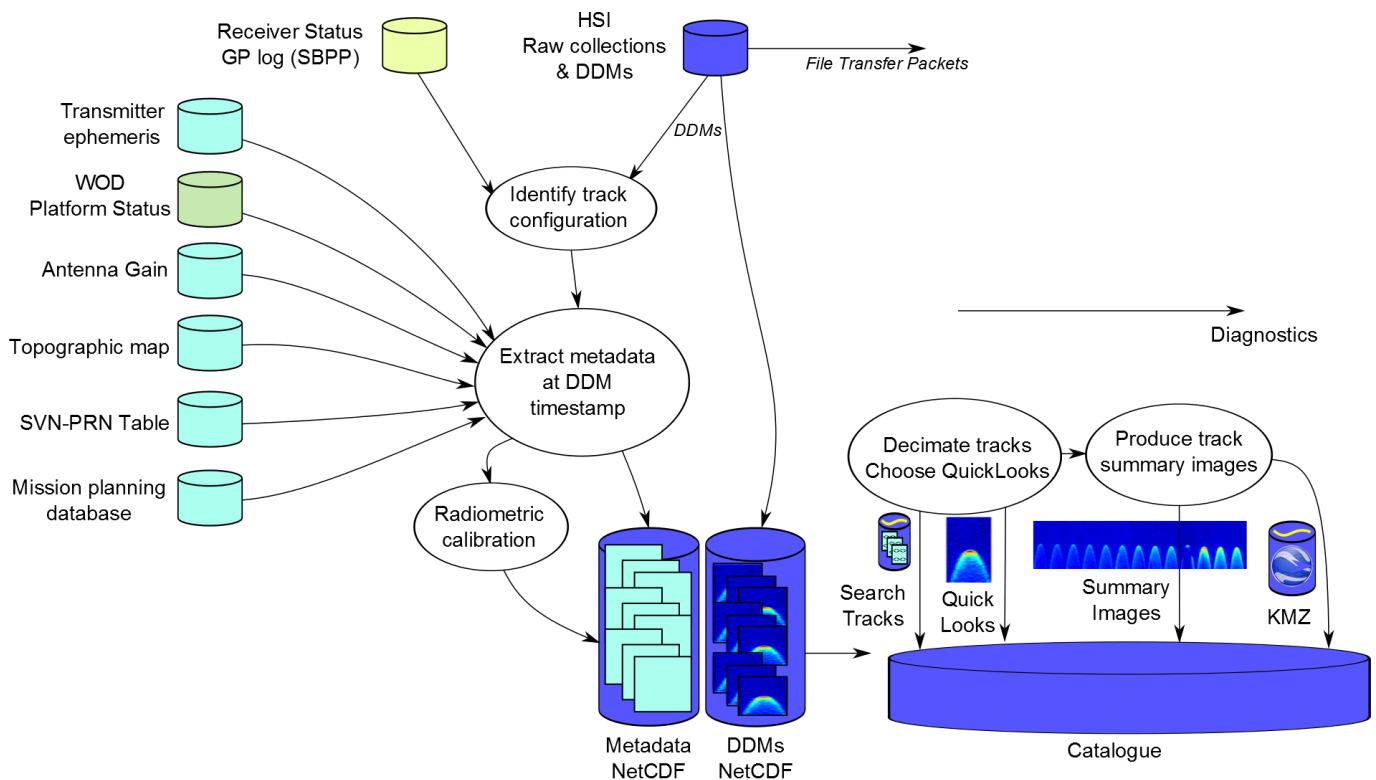 Receiver Status
GP log (SBPP)
HSI
Raw collections
& DDMs
File Transfer Packets
Transmitter
ephemeris
DDMs
WOD
Platform Status
Identify track
configuration
Antenna Gain
Topographic map
Extract metadata
at DDM
timestamp
Diagnostics
SVN-PRN Table
Decimate tracks
Choose QuickLooks
Produce track
summary images
Mission planning
database
Radiometric
calibration
Search
Tracks
Quick
Looks
Summary
Images
KMZ
Metadata
NetCDF
DDMs
NetCDF
Catalogue